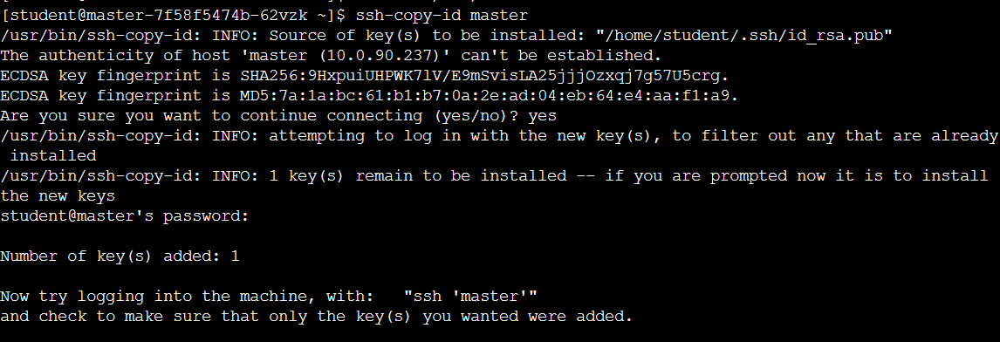 [student@master-7f58f5474b-62vzk ~]$ ssh-copy-id master
/usr/bin/ssh-copy-id: INFO: Source of key(s) to be installed: "/home/student/.ssh/id_rsa.pub"
The authenticity of host 'master (10.0.90.237)' can't be established.
ECDSA key fingerprint is SHA256:9HxpuiUHPWK7lV/E9mSvisLA25jjjOzxqj7g57U5crg.
ECDSA key fingerprint is MD5:7a:1a:bc:61:b1:b7:0a:2e:ad:04:eb:64:e4:aa:f1:a9.
Are you sure you want to continue connecting (yes/no)? yes
/usr/bin/ssh-copy-id: INFO: attempting to log in with the new key(s), to filter out any that are already
 installed
/usr/bin/ssh-copy-id: INFO: 1 key(s) remain to be installed -- if you are prompted now it is to install
the new keys
student@master's password:
Number of key(s) added: 1
Now try logging into the machine, with:   "ssh 'master'"
and check to make sure that only the key(s) you wanted were added.